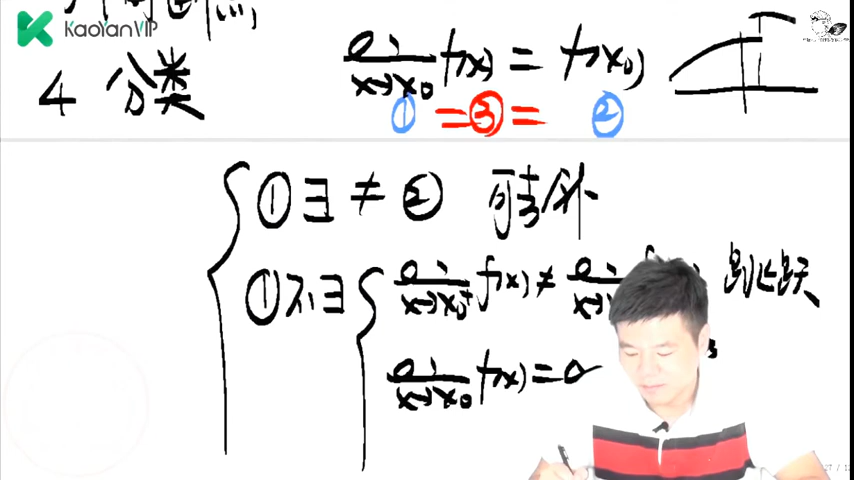 KaoYanVIP
4 分类
lim x→x₀ f(x) = f(x₀)
① =③= ②
①∃ ≠ ② 可去
①不∃
lim x→x₀⁺ f(x) ≠ lim
跳跃
lim x→x₀ f(x) = ∞